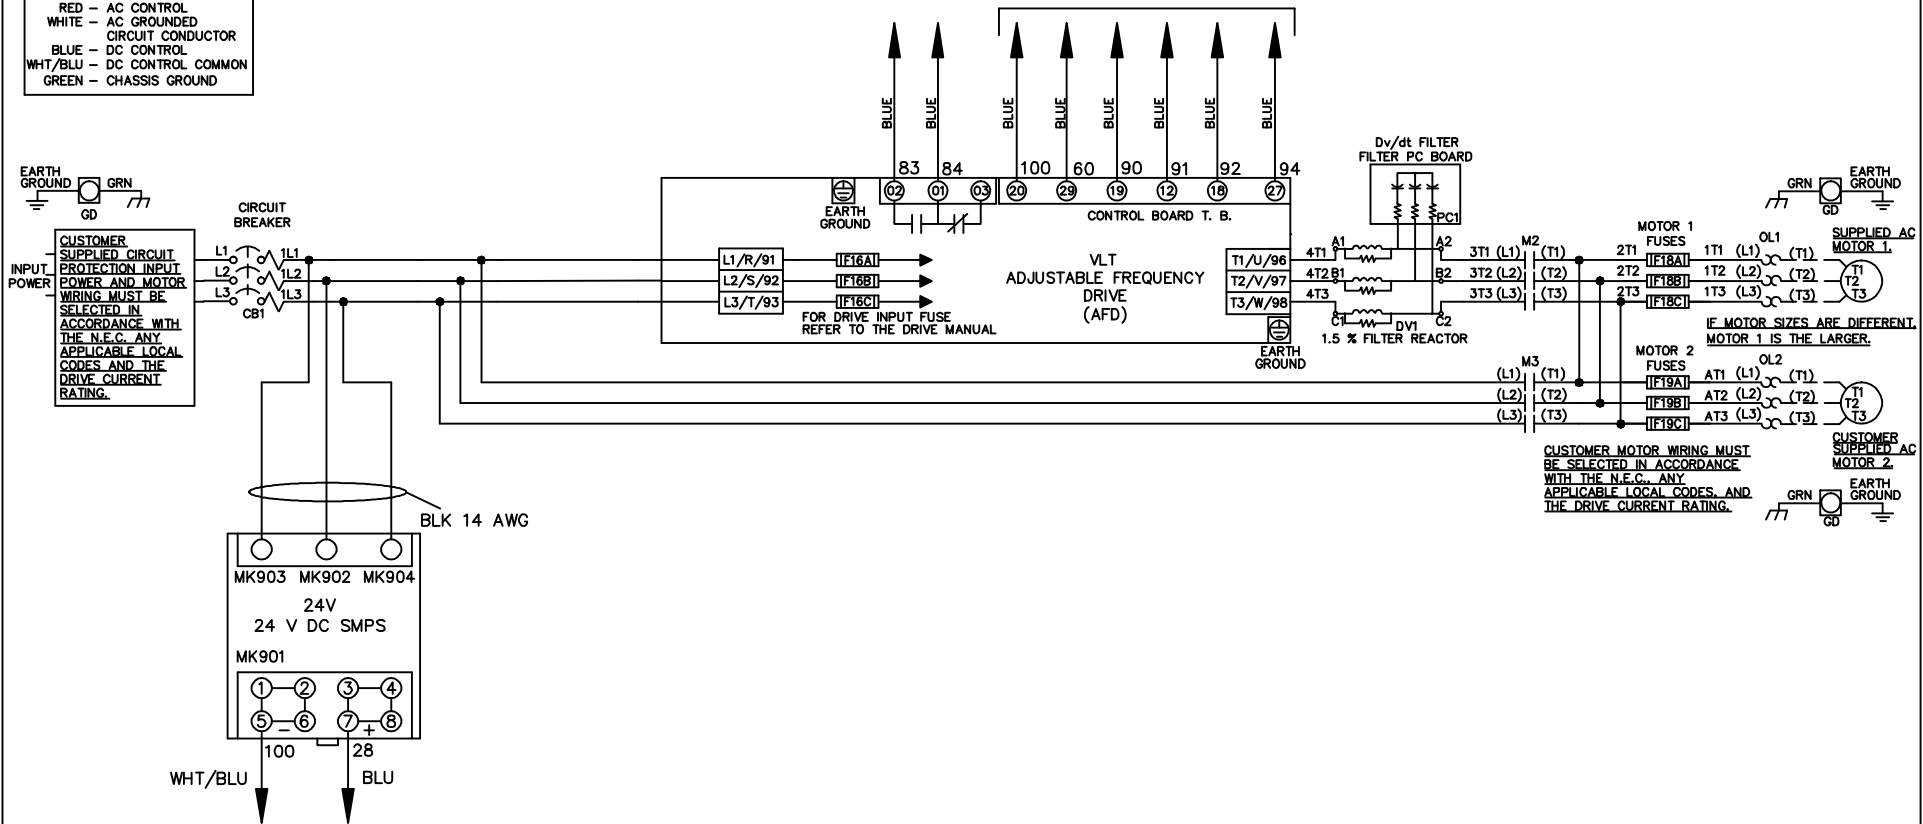 RED – AC CONTROL
WHITE – AC GROUNDED
CIRCUIT CONDUCTOR
BLUE – DC CONTROL
WHT/BLU – DC CONTROL COMMON
GREEN – CHASSIS GROUND
EARTH
GROUND
GRN
GD
CIRCUIT
BREAKER
INPUT
POWER
CUSTOMER
SUPPLIED CIRCUIT
PROTECTION INPUT
POWER AND MOTOR
WIRING MUST BE
SELECTED IN
ACCORDANCE WITH
THE N.E.C. ANY
APPLICABLE LOCAL
CODES AND THE
DRIVE CURRENT
RATING.
L1 1L1
L2 1L2
L3 1L3
CB1
BLUE BLUE BLUE BLUE BLUE BLUE BLUE BLUE
83 84 100 60 90 91 92 94
02 01 03 20 29 19 12 18 27
EARTH
GROUND
CONTROL BOARD T. B.
L1/R/91 IF16AI
L2/S/92 IF16BI
L3/T/93 IF16CI
FOR DRIVE INPUT FUSE
REFER TO THE DRIVE MANUAL
VLT
ADJUSTABLE FREQUENCY
DRIVE
(AFD)
T1/U/96
T2/V/97
T3/W/98
EARTH
GROUND
Dv/dt FILTER
FILTER PC BOARD
PC1
4T1 A1 A2
4T2 B1 B2
4T3 C1 C2
DV1
1.5 % FILTER REACTOR
M2
3T1 (L1) (T1)
3T2 (L2) (T2)
3T3 (L3) (T3)
MOTOR 1
FUSES
2T1 IF18AI 1T1 (L1) (T1)
2T2 IF18BI 1T2 (L2) (T2)
2T3 IF18CI 1T3 (L3) (T3)
OL1
GRN
EARTH
GROUND
GD
SUPPLIED AC
MOTOR 1.
T1
T2
T3
IF MOTOR SIZES ARE DIFFERENT,
MOTOR 1 IS THE LARGER.
M3
(L1) (T1)
(L2) (T2)
(L3) (T3)
MOTOR 2
FUSES
OL2
IF19AI AT1 (L1) (T1)
IF19BI AT2 (L2) (T2)
IF19CI AT3 (L3) (T3)
T1
T2
T3
CUSTOMER
SUPPLIED AC
MOTOR 2.
CUSTOMER MOTOR WIRING MUST
BE SELECTED IN ACCORDANCE
WITH THE N.E.C., ANY
APPLICABLE LOCAL CODES, AND
THE DRIVE CURRENT RATING.
GRN
EARTH
GROUND
GD
BLK 14 AWG
MK903 MK902 MK904
24V
24 V DC SMPS
MK901
1 2 3 4
5 6 7 8
– +
100 28
WHT/BLU BLU